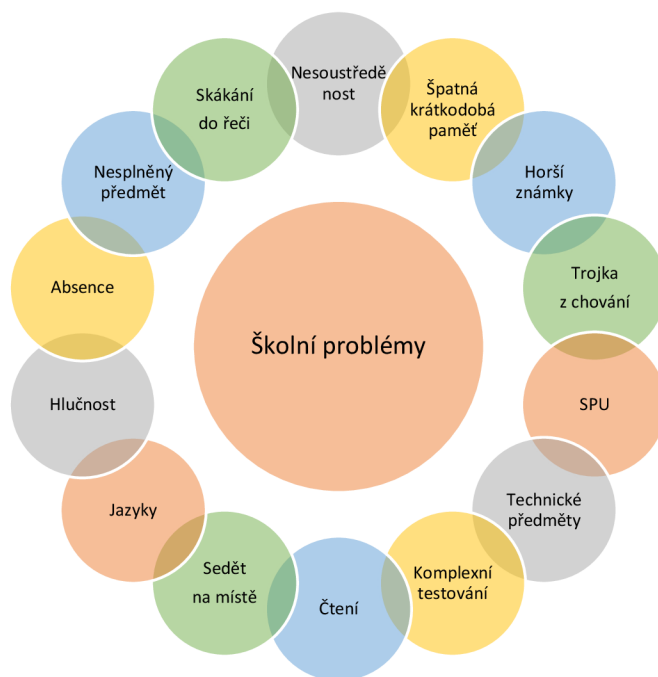 Nesoustředě
nost
Špatná
krátkodobá
paměť
Horší
známky
Trojka
z chování
SPU
Technické
předměty
Komplexní
testování
Čtení
Sedět
na místě
Jazyky
Hlučnost
Absence
Nesplněný
předmět
Skákání
do řeči
Školní problémy